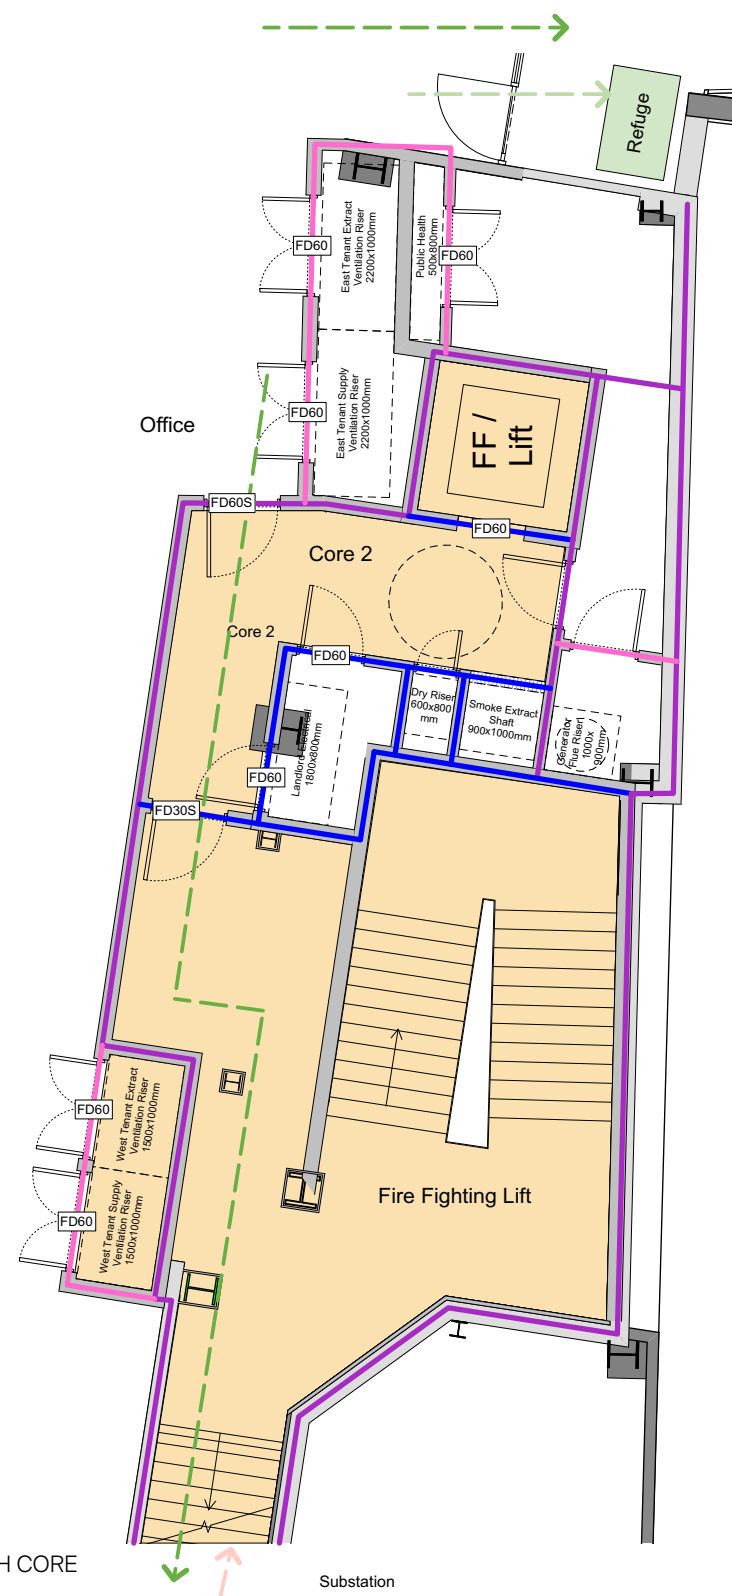 Refuge
East Tenant Extract
Ventilation Riser
2200x1000mm
Public Health
500x800mm
FD60
FD60
East Tenant Supply
Ventilation Riser
2200x1000mm
FD60
Office
FF /
Lift
FD60S
FD60
Core 2
Core 2
FD60
Landlord Electrical
1800x800mm
Dry Riser
600x800
mm
Smoke Extract
Shaft
900x1000mm
Generator
Flue Riser
1000x
900mm
FD60
FD30S
West Tenant Extract
Ventilation Riser
1500x1000mm
FD60
West Tenant Supply
Ventilation Riser
1500x1000mm
FD60
Fire Fighting Lift
H CORE
Substation